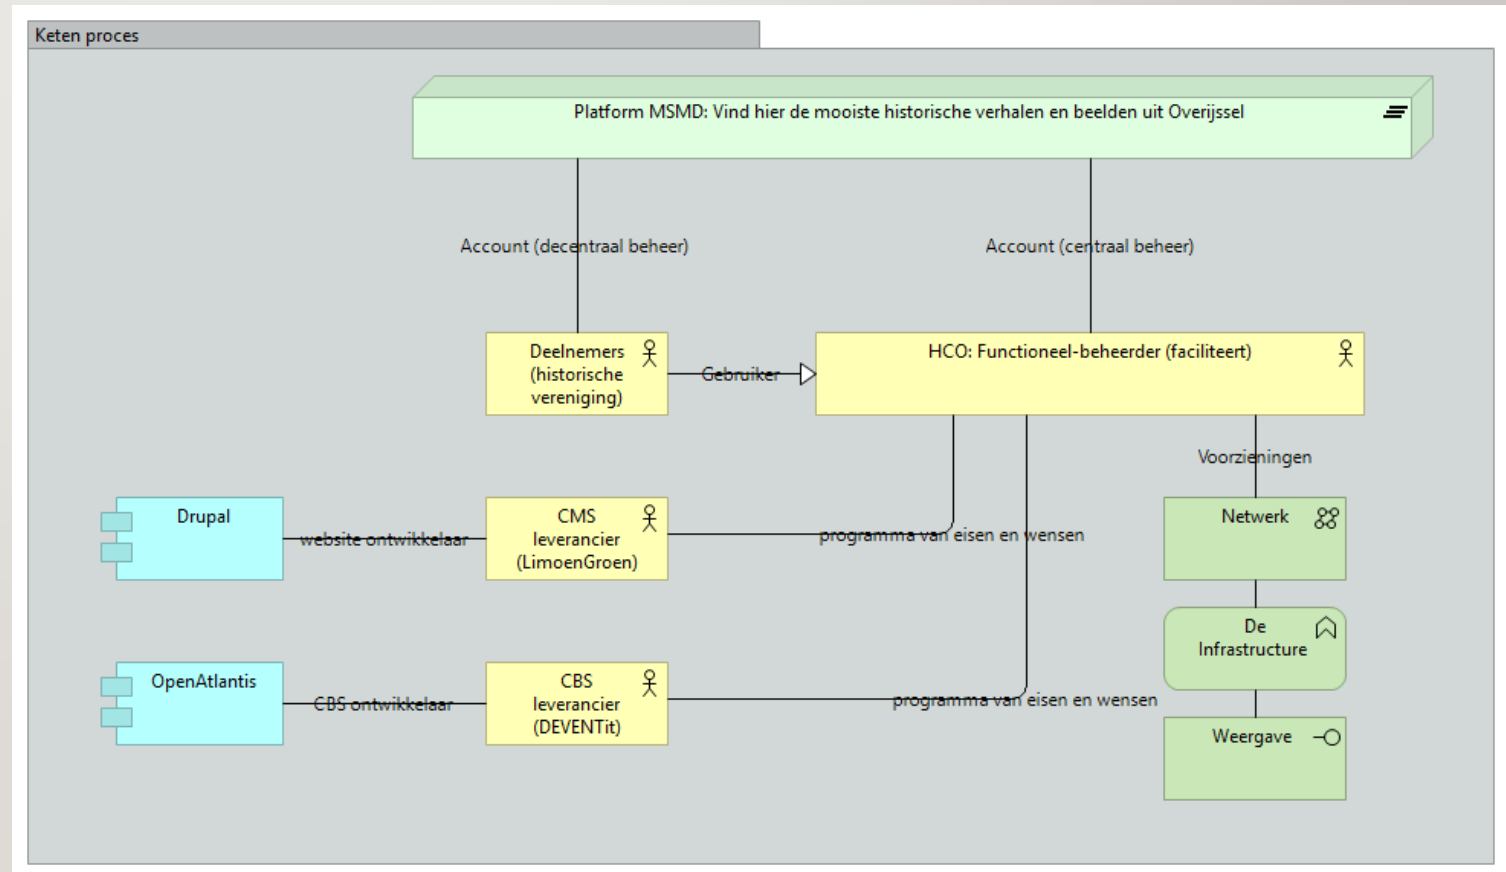 Keten proces
Platform MSMD: Vind hier de mooiste historische verhalen en beelden uit Overijssel
Account (decentraal beheer)
Account (centraal beheer)
Deelnemers
(historische
vereniging)
Gebruiker
HCO: Functioneel-beheerder (faciliteert)
Voorzieningen
Drupal
website ontwikkelaar
CMS
leverancier
(LimoenGroen)
programma van eisen en wensen
Netwerk
De
Infrastructure
OpenAtlantis
CBS ontwikkelaar
CBS
leverancier
(DEVENTit)
programma van eisen en wensen
Weergave